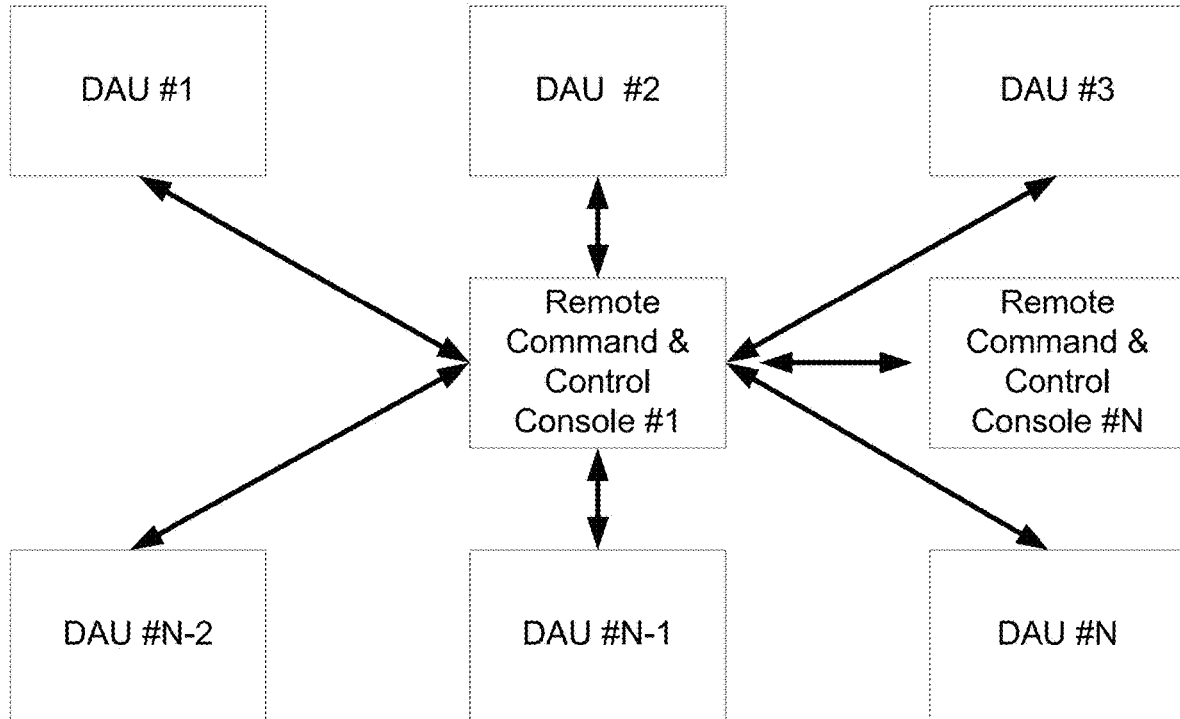 DAU #1
DAU #2
DAU #3
Remote
Command &
Control
Console #1
Remote
Command &
Control
Console #N
DAU #N-2
DAU #N-1
DAU #N